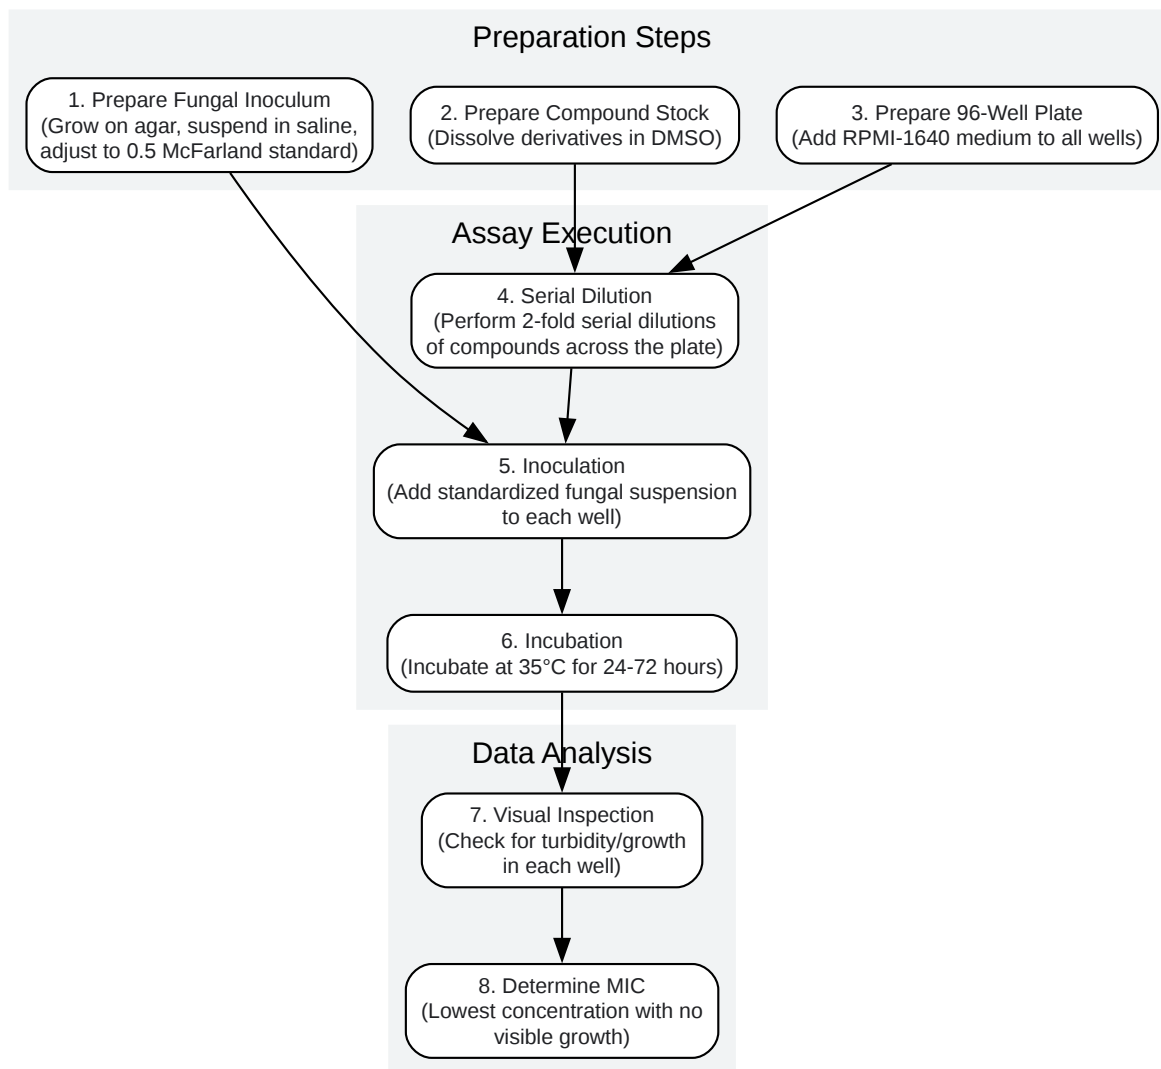 Preparation Steps
1. Prepare Fungal Inoculum
(Grow on agar, suspend in saline,
adjust to 0.5 McFarland standard)
2. Prepare Compound Stock
(Dissolve derivatives in DMSO)
3. Prepare 96-Well Plate
(Add RPMI-1640 medium to all wells)
Assay Execution
4. Serial Dilution
(Perform 2-fold serial dilutions
of compounds across the plate)
5. Inoculation
(Add standardized fungal suspension
to each well)
6. Incubation
(Incubate at 35°C for 24-72 hours)
Data Analysis
7. Visual Inspection
(Check for turbidity/growth
in each well)
8. Determine MIC
(Lowest concentration with no
visible growth)